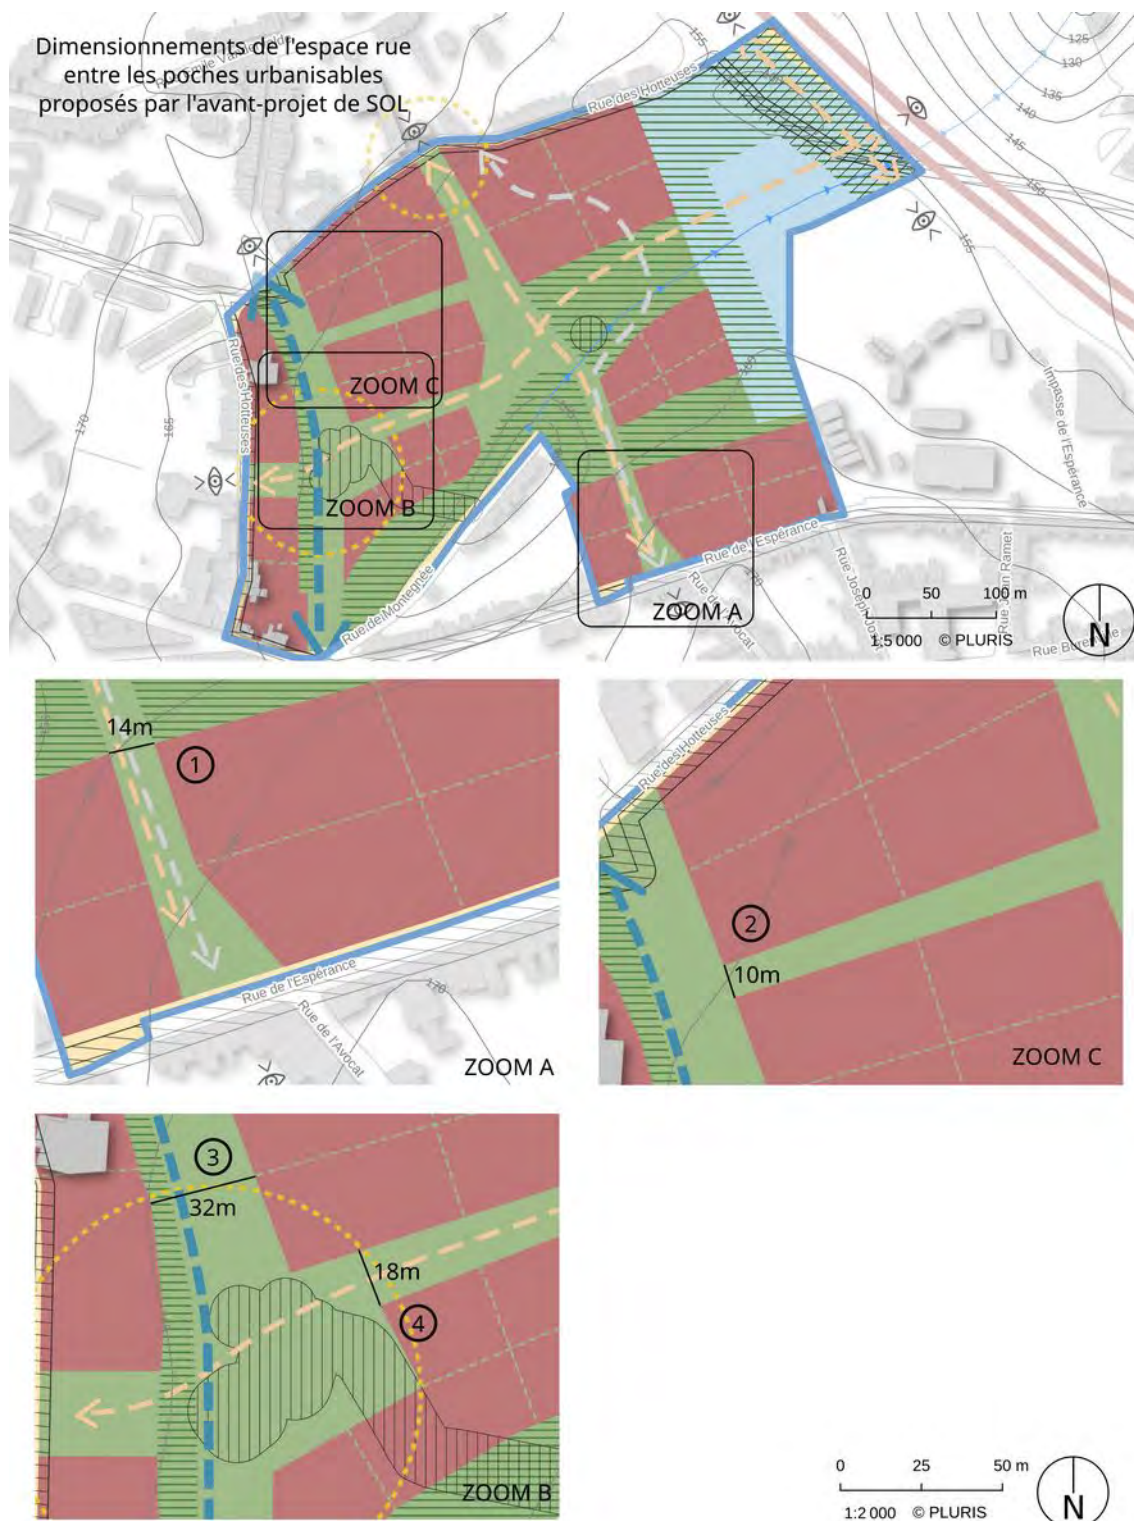 Dimensionnements de l'espace rue
entre les poches urbanisables
proposés par l'avant-projet de SOL
Rue des Hotteuses
155
125
130
135
140
145
150
155
170
165
Rue des Hotteuses
ZOOM C
ZOOM B
Rue de Montegnée
Rue de l'Espérance
ZOOM A
Impasse de l'Espérance
Rue Joseph
Rue Jean Ramet
0 50 100 m
1:5 000 © PLURIS
N
14m
1
Rue de l'Espérance
Rue de l'Avocat
170
ZOOM A
Rue des Hotteuses
2
10m
ZOOM C
3
32m
18m
4
ZOOM B
0 25 50 m
1:2 000 © PLURIS
N